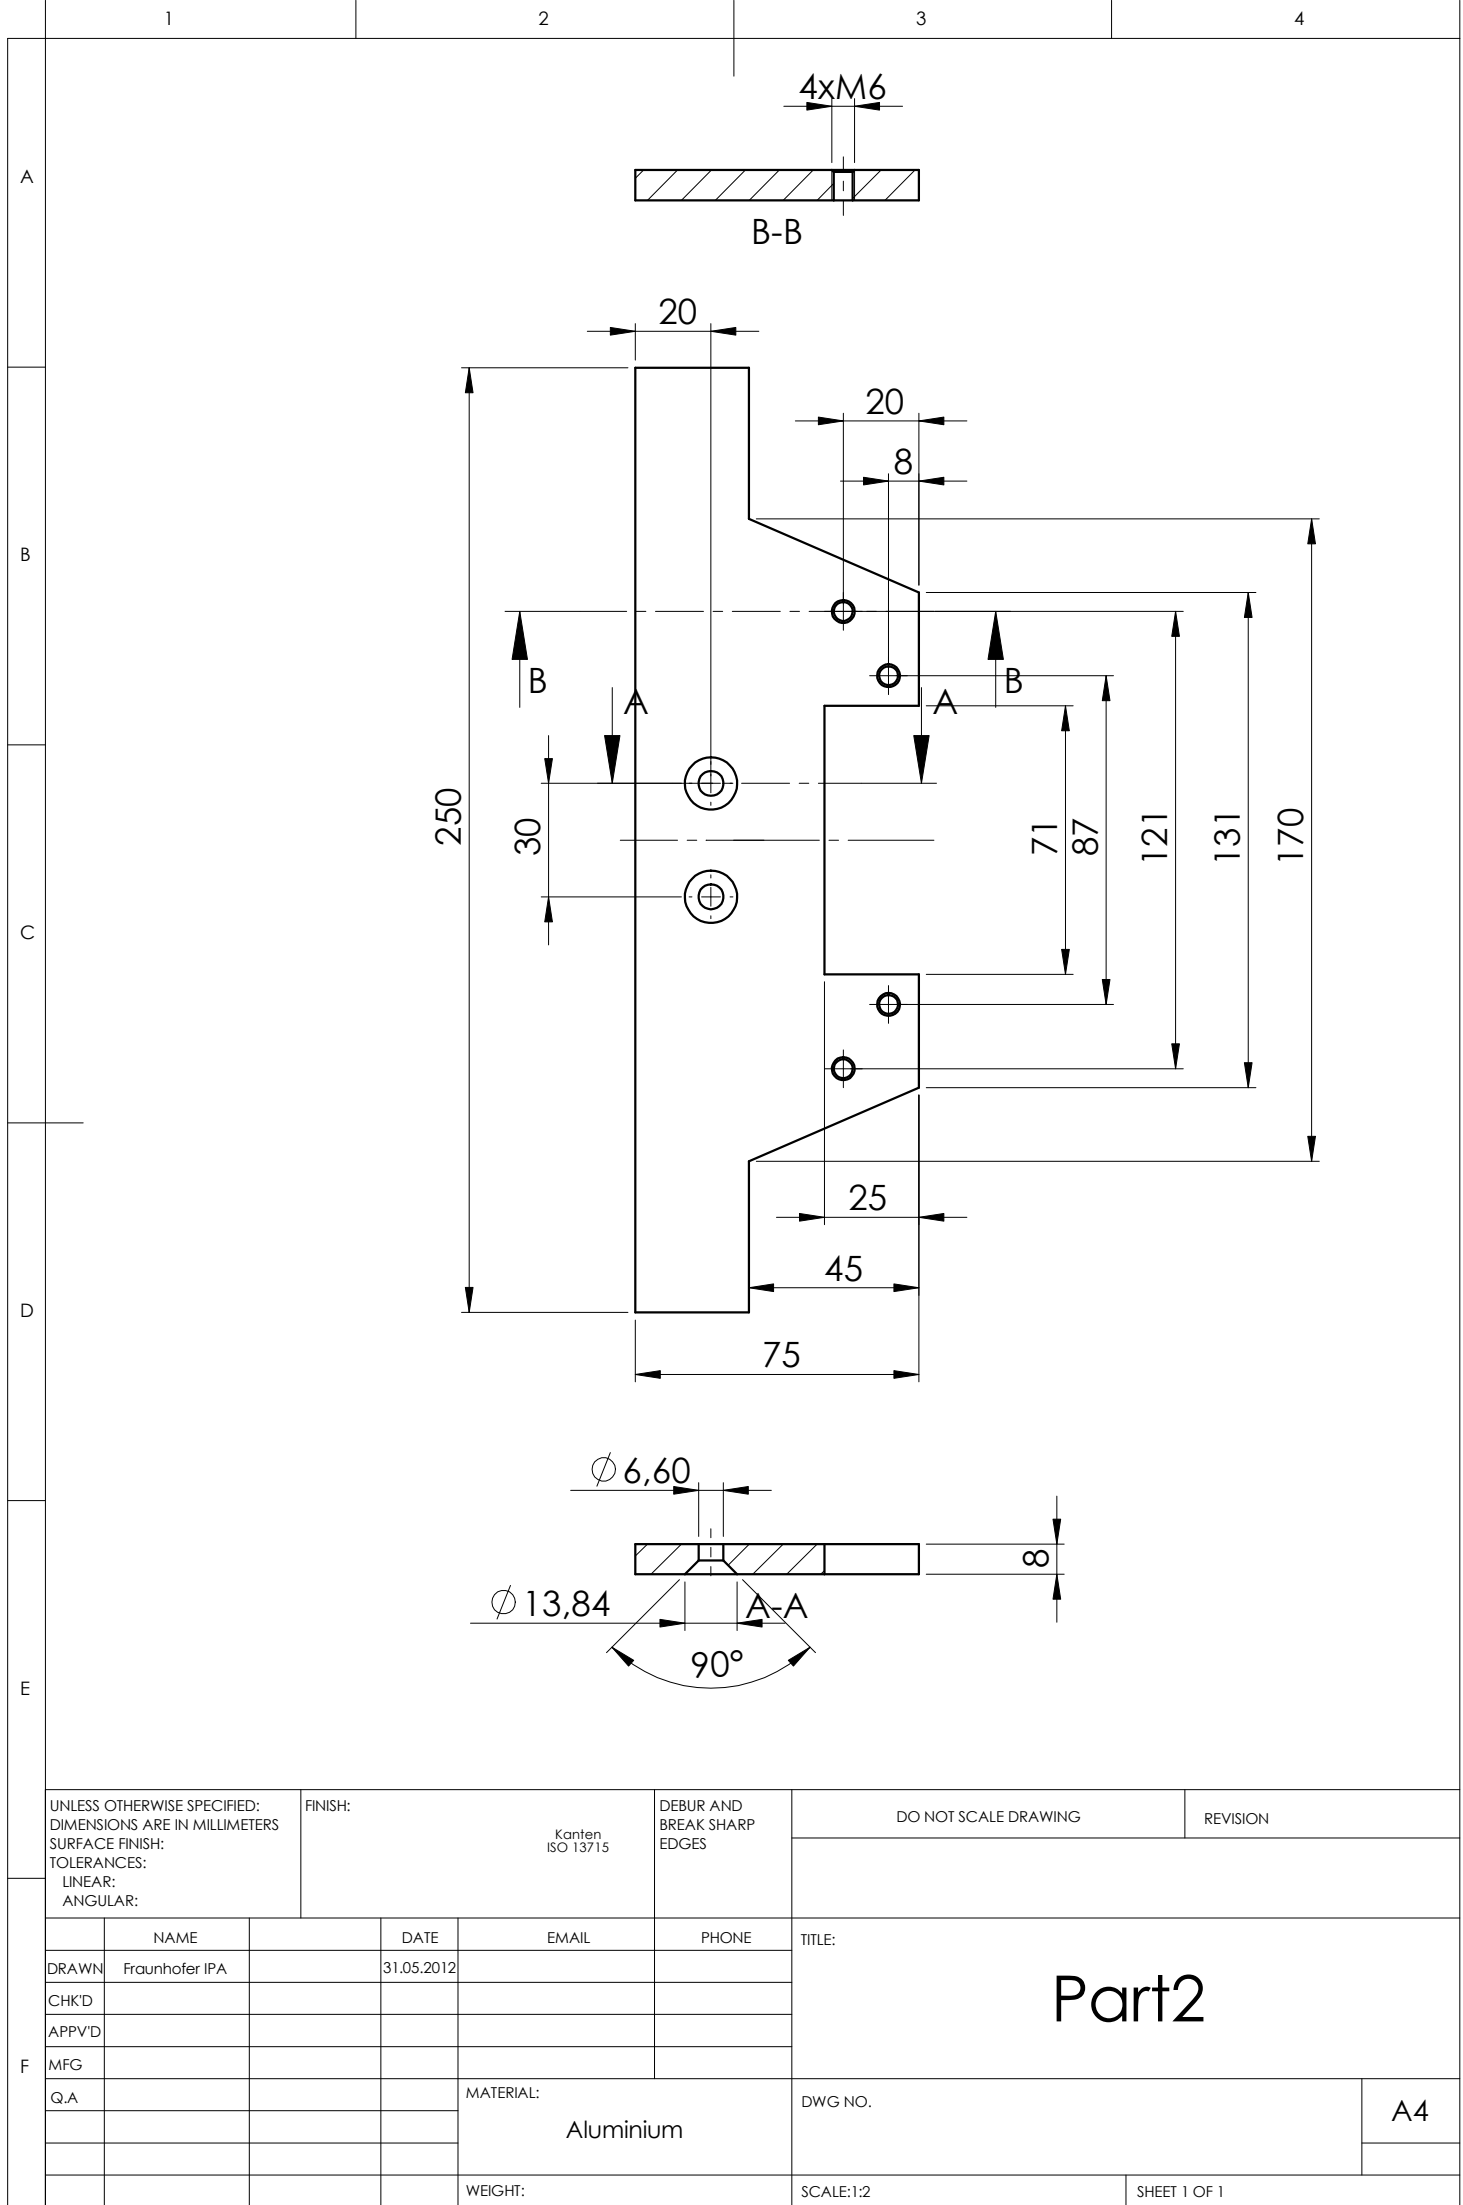 1 2 3 4
4xM6
A
B-B
20
20
8
B
B B
A A
250
30
71
87
121
131
170
C
25
45
D
75
Ø 6,60
8
Ø 13,84
A-A
90°
E
UNLESS OTHERWISE SPECIFIED:
DIMENSIONS ARE IN MILLIMETERS
SURFACE FINISH:
TOLERANCES:
LINEAR:
ANGULAR:
FINISH:
Kanten
ISO 13715
DEBUR AND
BREAK SHARP
EDGES
DO NOT SCALE DRAWING
REVISION
NAME DATE EMAIL PHONE
DRAWN Fraunhofer IPA 31.05.2012
CHK'D
APPV'D
MFG
Q.A
F
TITLE:
Part2
MATERIAL:
Aluminium
DWG NO.
A4
WEIGHT:
SCALE:1:2
SHEET 1 OF 1